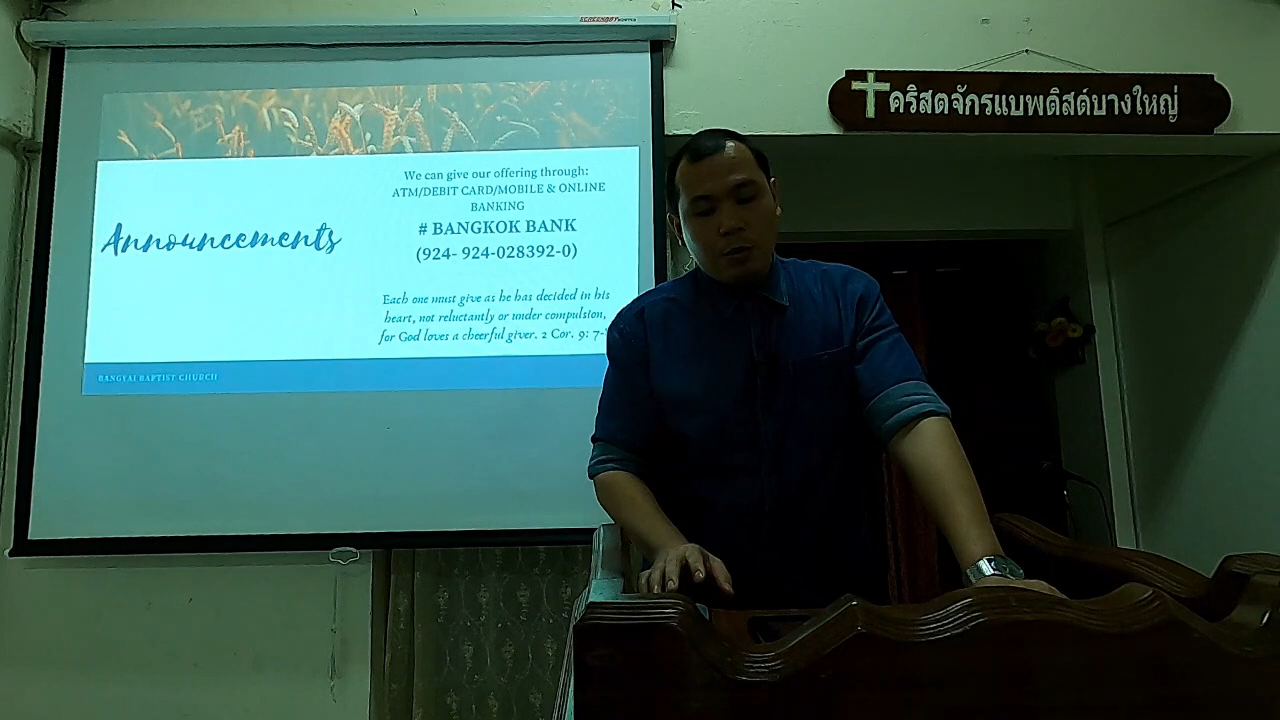 Announcements
We can give our offering through:
ATM/DEBIT CARD/MOBILE & ONLINE
BANKING
# BANGKOK BANK
(924- 924-028392-0)
Each one must give as he has decided in his
heart, not reluctantly or under compulsion,
for God loves a cheerful giver. 2 Cor. 9: 7-
BANGYAI BAPTIST CHURCH
คริสตจักรแบพติสต์บางใหญ่